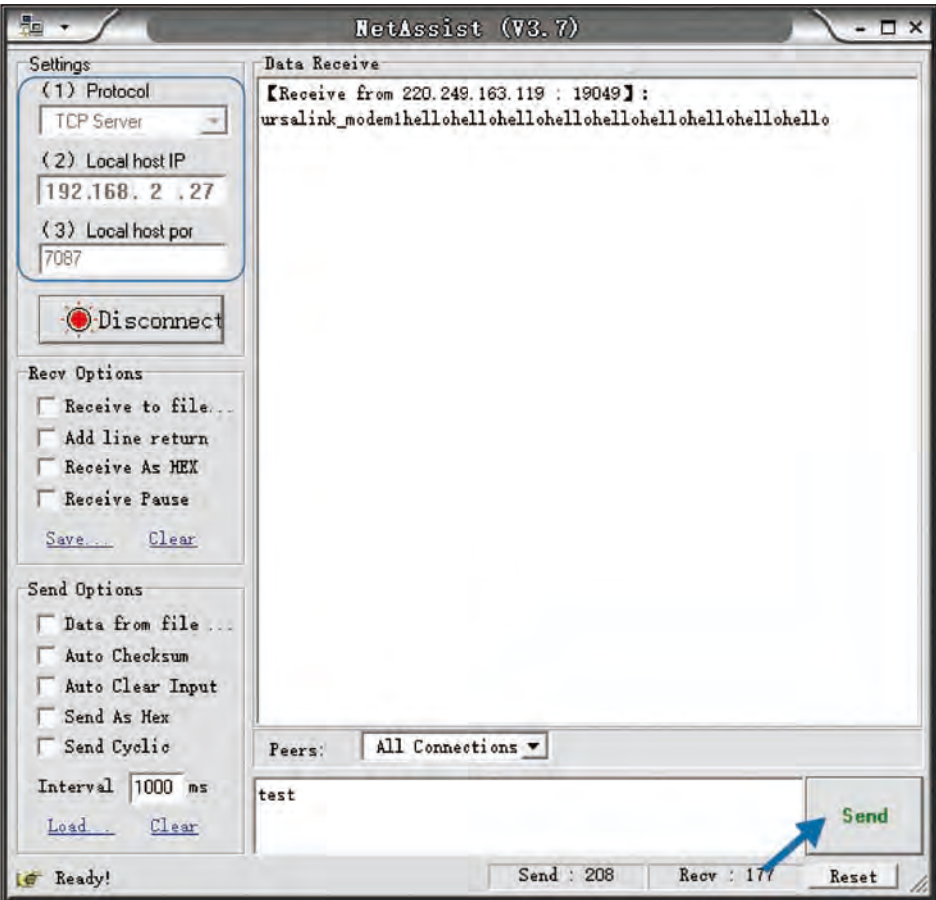 NetAssist (V3.7)
Settings
(1) Protocol
TCP Server
(2) Local host IP
192.168. 2 .27
(3) Local host por
7087
Disconnect
Recv Options
Receive to file...
Add line return
Receive As HEX
Receive Pause
Save... Clear
Send Options
Data from file ...
Auto Checksum
Auto Clear Input
Send As Hex
Send Cyclic
Interval 1000 ms
Load... Clear
Data Receive
【Receive from 220.249.163.119 : 19049】:
ursalink_modem1hellohellohellohellohellohellohellohellohello
Peers: All Connections
test
Send
Ready!
Send : 208 Recv : 177 Reset